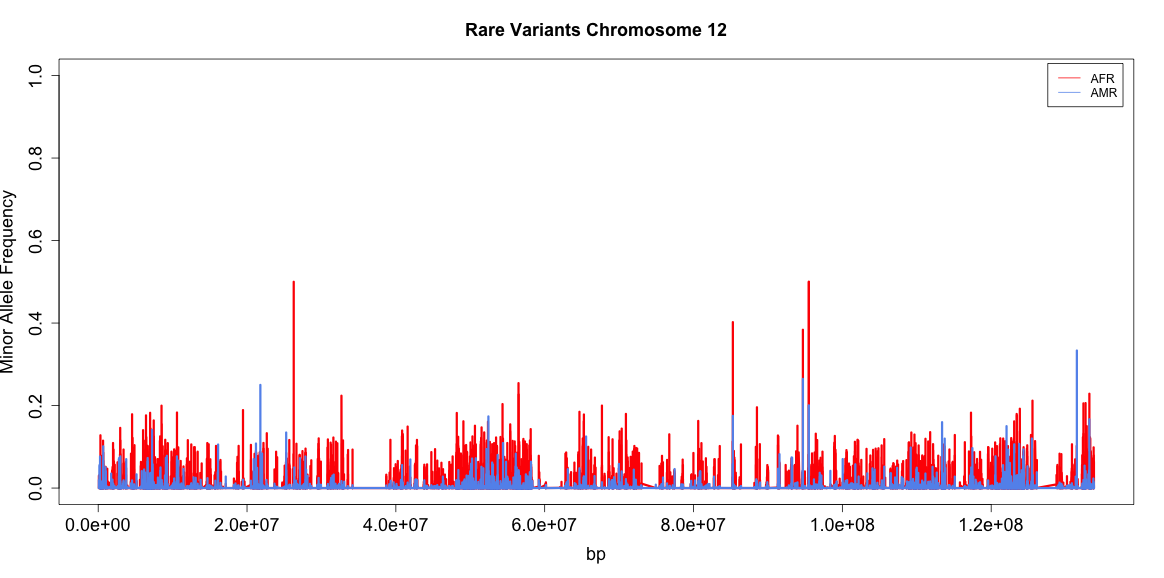 Rare Variants Chromosome 12
AFR
AMR
Minor Allele Frequency
1.0
0.8
0.6
0.4
0.2
0.0
0.0e+00 2.0e+07 4.0e+07 6.0e+07 8.0e+07 1.0e+08 1.2e+08
bp